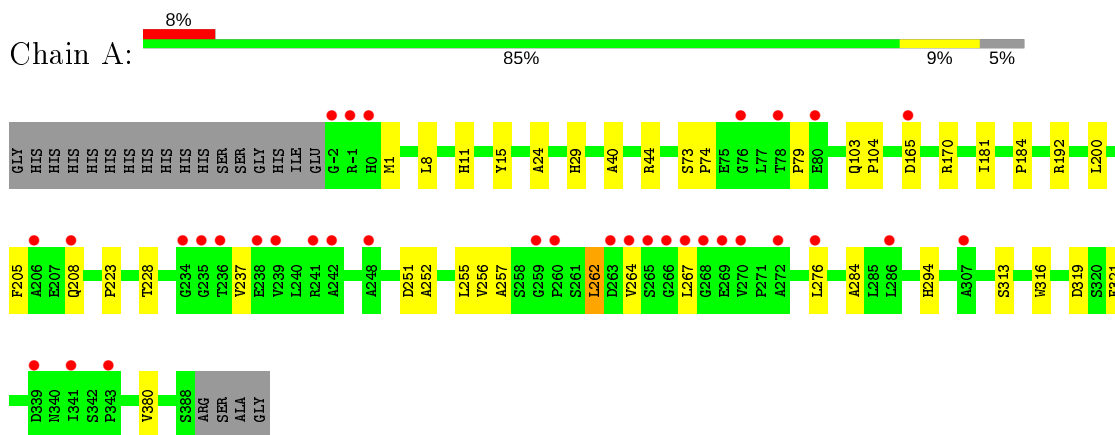 8%
Chain A:
85% 9% 5%
GLY HIS HIS HIS HIS HIS HIS HIS HIS HIS HIS SER SER GLY HIS ILE GLU G-2 R-1 H0 M1 L8 H11 Y15 A24 H29 A40 R44 S73 P74 E75 G76 L77 T78 P79 E80 Q103 P104 D165 R170 I181 P184 R192 L200
F205 A206 E207 Q208 P223 T228 G234 G235 T236 V237 E238 V239 L240 R241 A242 A248 D251 A252 L255 V256 A257 S258 G259 P260 S261 L262 D263 V264 S265 G266 L267 G268 E269 V270 P271 A272 L276 A284 L285 L286 H294 A307 S313 W316 D319 S320
D339 N340 I341 S342 P343 V380 S388 ARG SER ALA GLY